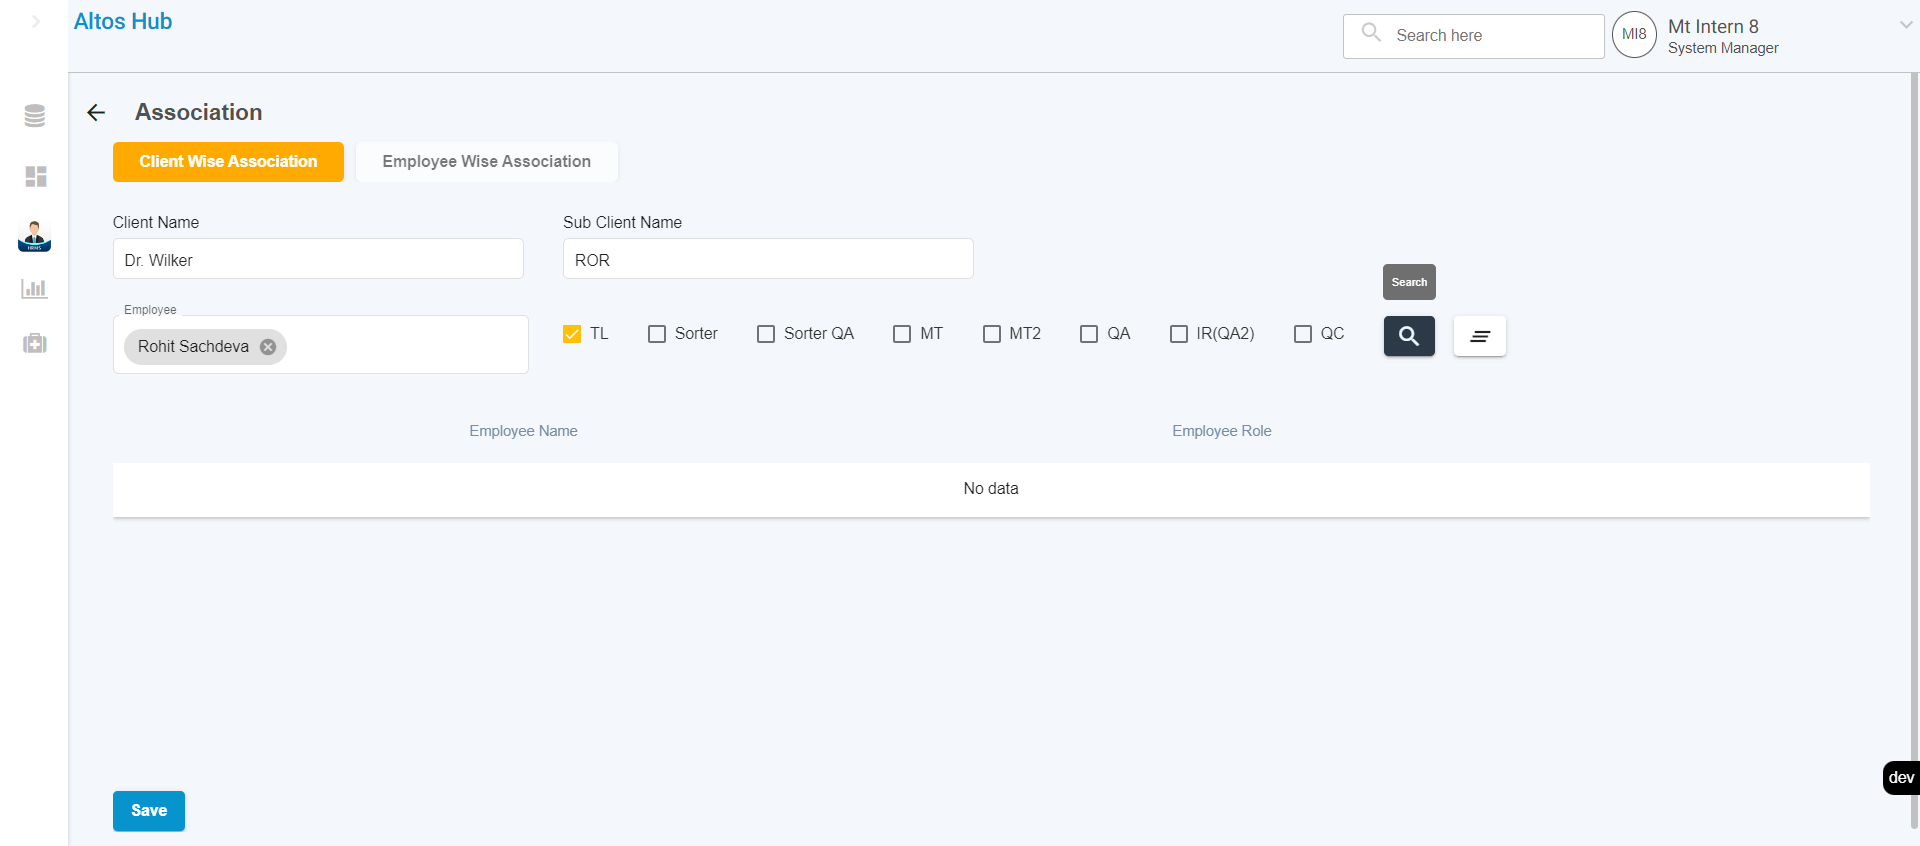 Altos Hub
Search here
MI8
Mt Intern 8
System Manager
Association
Client Wise Association
Employee Wise Association
Client Name
Sub Client Name
Dr. Wilker
ROR
Search
Employee
Rohit Sachdeva
TL
Sorter
Sorter QA
MT
MT2
QA
IR(QA2)
QC
HRMS
Employee Name
Employee Role
No data
dev
Save